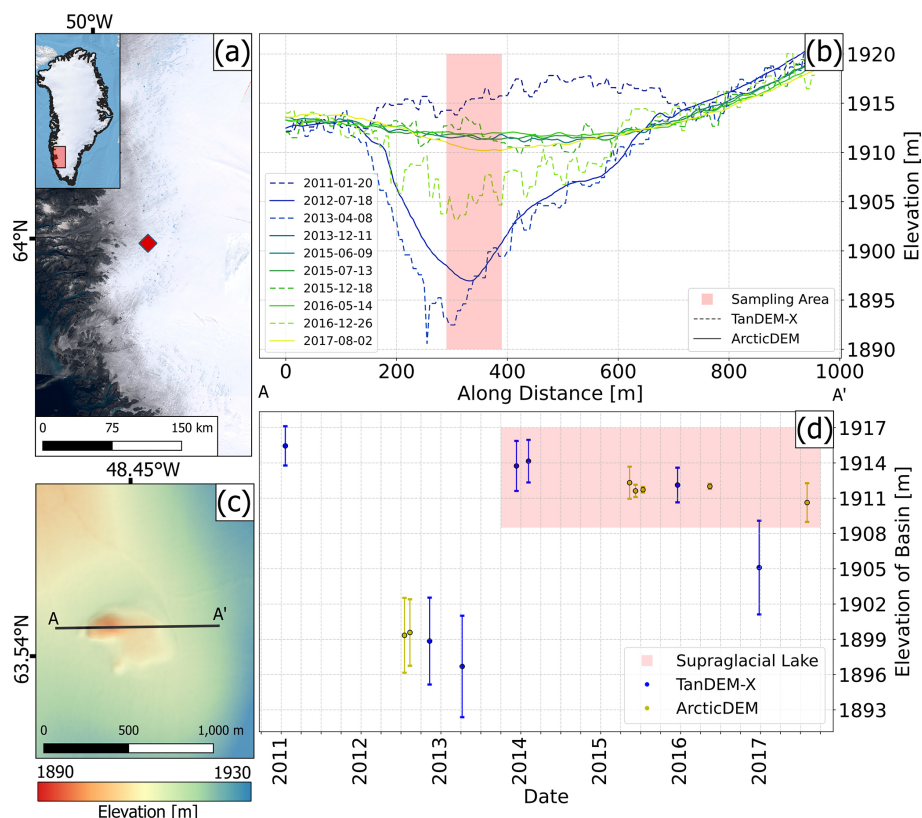 50°W
(a)
64°N
0 75 150 km
(b)
1920
1915
1910
1905
1900
1895
1890
Elevation [m]
2011-01-20
2012-07-18
2013-04-08
2013-12-11
2015-06-09
2015-07-13
2015-12-18
2016-05-14
2016-12-26
2017-08-02
Sampling Area
TanDEM-X
ArcticDEM
0 200 400 600 800 1000
A Along Distance [m] A'
48.45°W
(c)
A A'
63.54°N
0 500 1,000 m
1890 1930
Elevation [m]
(d)
1917
1914
1911
1908
1905
1902
1899
1896
1893
Elevation of Basin [m]
Supraglacial Lake
TanDEM-X
ArcticDEM
2011 2012 2013 2014 2015 2016 2017
Date